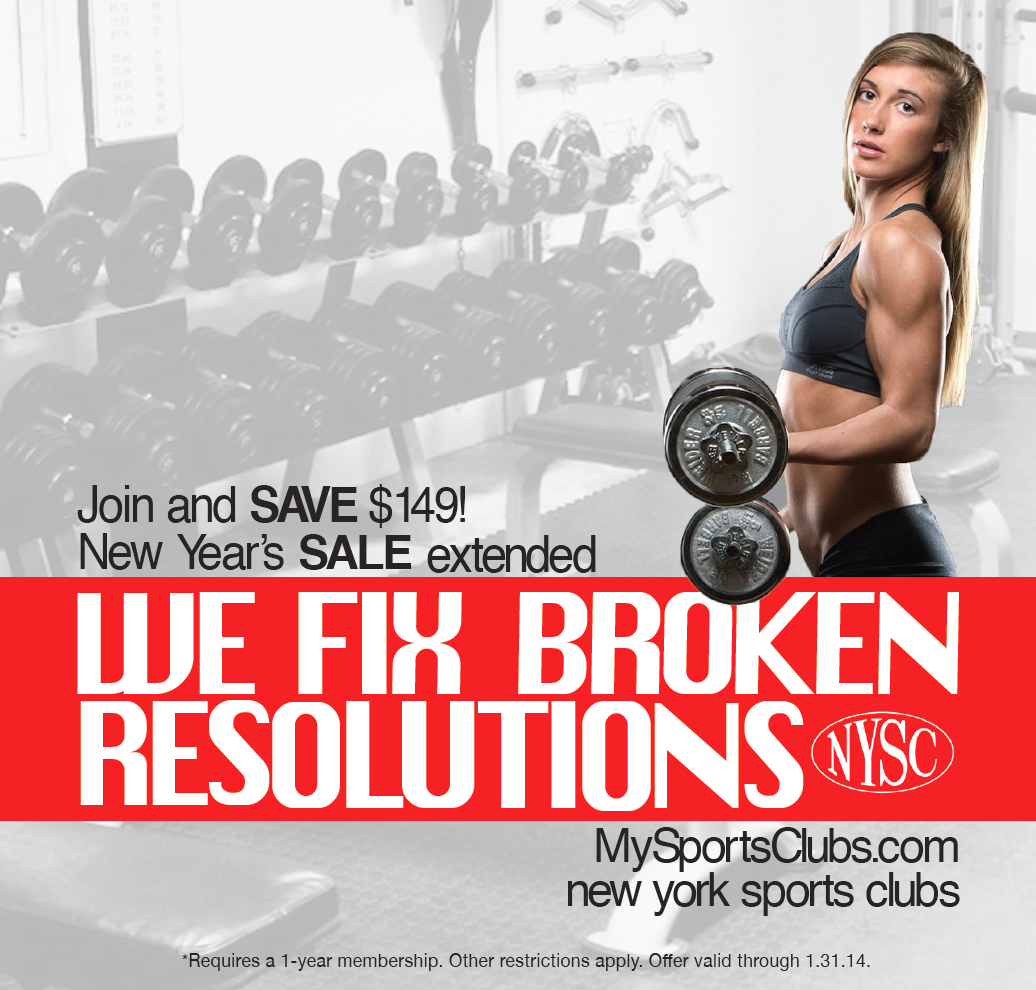 Join and SAVE $149!
New Year's SALE extended
WE FIX BROKEN
RESOLUTIONS
NYSC
MySportsClubs.com
new york sports clubs
*Requires a 1-year membership. Other restrictions apply. Offer valid through 1.31.14.